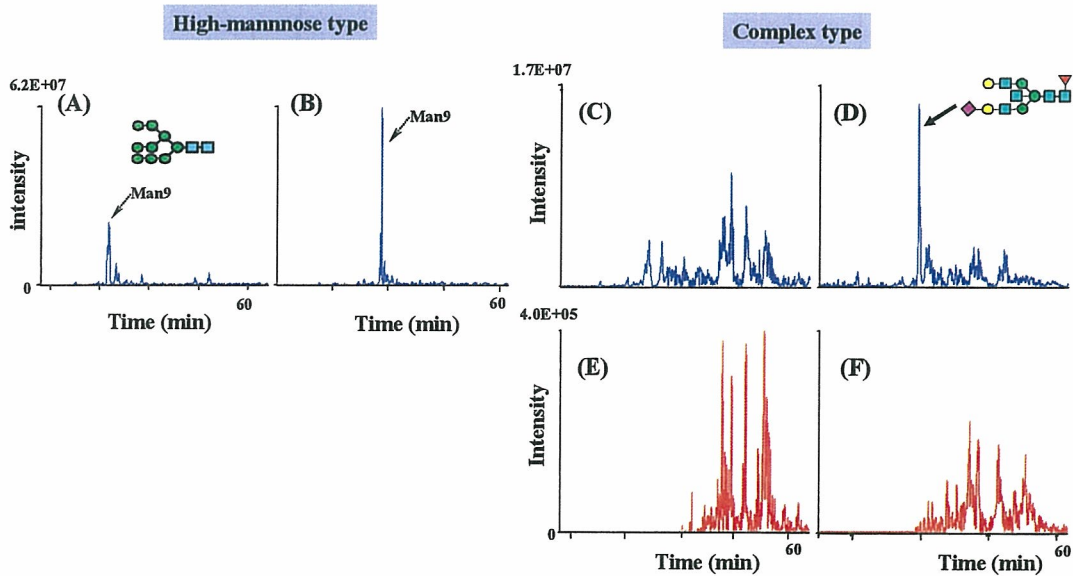 High-mannnose type
Complex type
6.2E+07
(A)
Man9
intensity
0
60
Time (min)
(B)
Man9
60
Time (min)
1.7E+07
(C)
Intensity
(D)
4.0E+05
(E)
Intensity
0
60
Time (min)
(F)
60
Time (min)